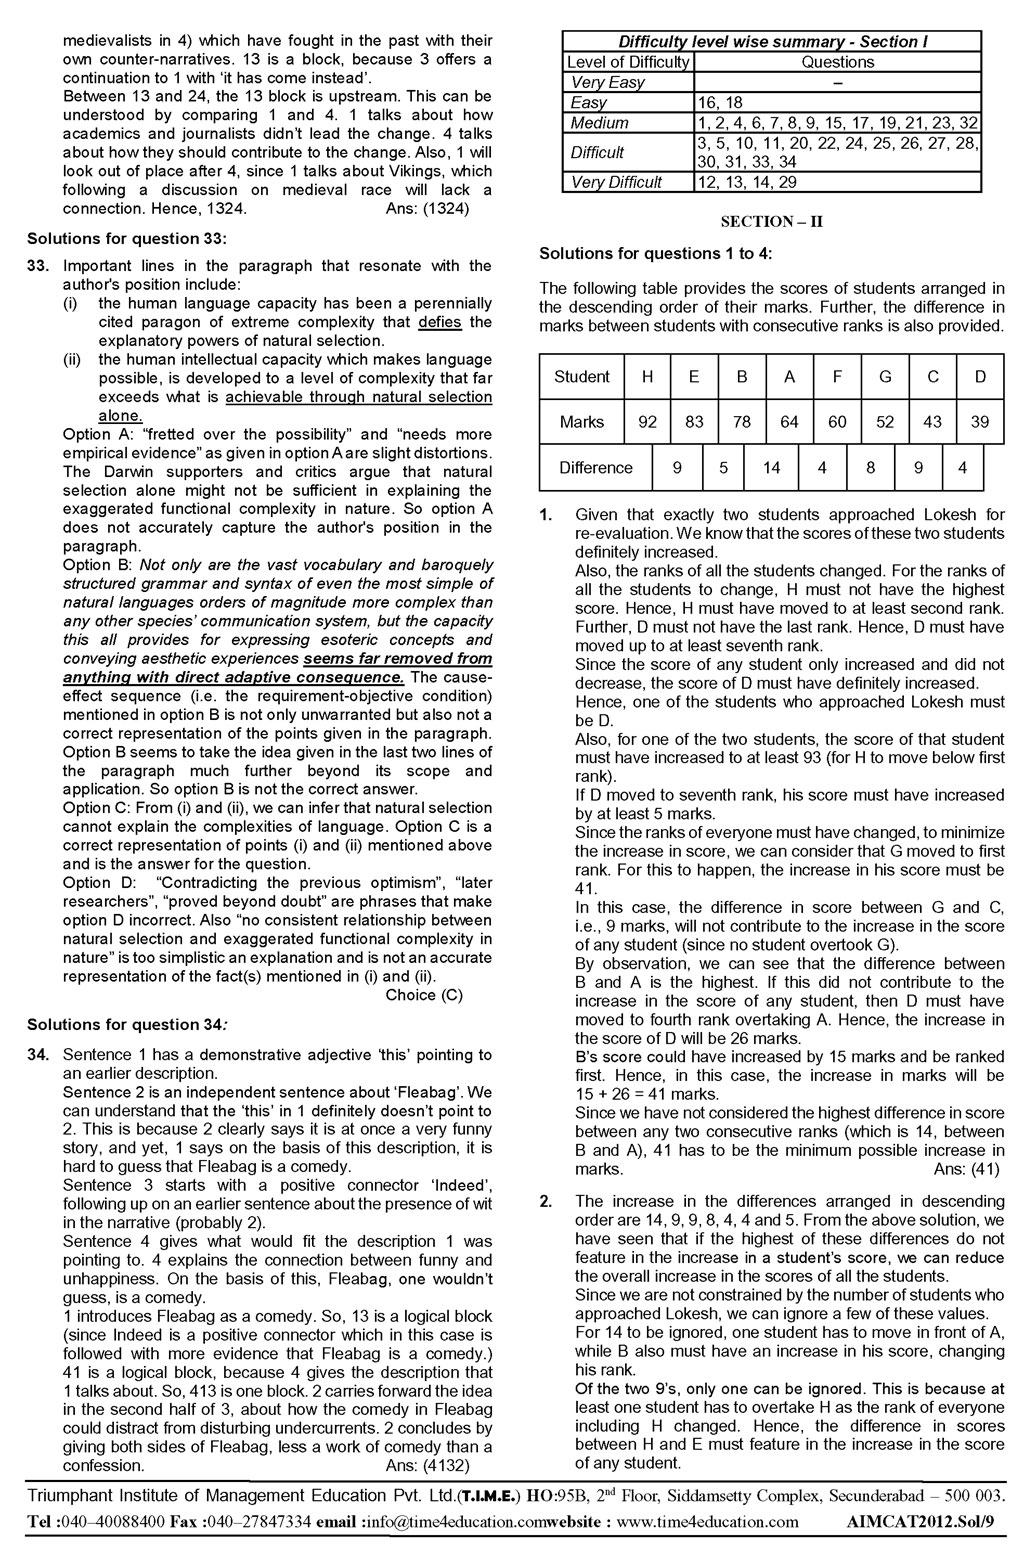 medievalists in 4) which have fought in the past with their
own counter-narratives. 13 is a block, because 3 offers a
continuation to 1 with ‘it has come instead’.
Between 13 and 24, the 13 block is upstream. This can be
understood by comparing 1 and 4. 1 talks about how
academics and journalists didn’t lead the change. 4 talks
about how they should contribute to the change. Also, 1 will
look out of place after 4, since 1 talks about Vikings, which
following a discussion on medieval race will lack a
connection. Hence, 1324. Ans: (1324)
Solutions for question 33:
33. Important lines in the paragraph that resonate with the
author's position include:
(i) the human language capacity has been a perennially
cited paragon of extreme complexity that defies the
explanatory powers of natural selection.
(ii) the human intellectual capacity which makes language
possible, is developed to a level of complexity that far
exceeds what is achievable through natural selection
alone.
Option A: “fretted over the possibility” and “needs more
empirical evidence” as given in option A are slight distortions.
The Darwin supporters and critics argue that natural
selection alone might not be sufficient in explaining the
exaggerated functional complexity in nature. So option A
does not accurately capture the author's position in the
paragraph.
Option B: Not only are the vast vocabulary and baroquely
structured grammar and syntax of even the most simple of
natural languages orders of magnitude more complex than
any other species’ communication system, but the capacity
this all provides for expressing esoteric concepts and
conveying aesthetic experiences seems far removed from
anything with direct adaptive consequence. The cause-
effect sequence (i.e. the requirement-objective condition)
mentioned in option B is not only unwarranted but also not a
correct representation of the points given in the paragraph.
Option B seems to take the idea given in the last two lines of
the paragraph much further beyond its scope and
application. So option B is not the correct answer.
Option C: From (i) and (ii), we can infer that natural selection
cannot explain the complexities of language. Option C is a
correct representation of points (i) and (ii) mentioned above
and is the answer for the question.
Option D: “Contradicting the previous optimism”, “later
researchers”, “proved beyond doubt” are phrases that make
option D incorrect. Also “no consistent relationship between
natural selection and exaggerated functional complexity in
nature” is too simplistic an explanation and is not an accurate
representation of the fact(s) mentioned in (i) and (ii).
Choice (C)
Solutions for question 34:
34. Sentence 1 has a demonstrative adjective ‘this’ pointing to
an earlier description.
Sentence 2 is an independent sentence about ‘Fleabag’. We
can understand that the ‘this’ in 1 definitely doesn’t point to
2. This is because 2 clearly says it is at once a very funny
story, and yet, 1 says on the basis of this description, it is
hard to guess that Fleabag is a comedy.
Sentence 3 starts with a positive connector ‘Indeed’,
following up on an earlier sentence about the presence of wit
in the narrative (probably 2).
Sentence 4 gives what would fit the description 1 was
pointing to. 4 explains the connection between funny and
unhappiness. On the basis of this, Fleabag, one wouldn’t
guess, is a comedy.
1 introduces Fleabag as a comedy. So, 13 is a logical block
(since Indeed is a positive connector which in this case is
followed with more evidence that Fleabag is a comedy.)
41 is a logical block, because 4 gives the description that
1 talks about. So, 413 is one block. 2 carries forward the idea
in the second half of 3, about how the comedy in Fleabag
could distract from disturbing undercurrents. 2 concludes by
giving both sides of Fleabag, less a work of comedy than a
confession. Ans: (4132)
Difficulty level wise summary - Section I
Level of Difficulty Questions
Very Easy –
Easy 16, 18
Medium 1, 2, 4, 6, 7, 8, 9, 15, 17, 19, 21, 23, 32
Difficult 3, 5, 10, 11, 20, 22, 24, 25, 26, 27, 28,
30, 31, 33, 34
Very Difficult 12, 13, 14, 29
SECTION – II
Solutions for questions 1 to 4:
The following table provides the scores of students arranged in
the descending order of their marks. Further, the difference in
marks between students with consecutive ranks is also provided.
Student H E B A F G C D
Marks 92 83 78 64 60 52 43 39
Difference 9 5 14 4 8 9 4
1. Given that exactly two students approached Lokesh for
re-evaluation. We know that the scores of these two students
definitely increased.
Also, the ranks of all the students changed. For the ranks of
all the students to change, H must not have the highest
score. Hence, H must have moved to at least second rank.
Further, D must not have the last rank. Hence, D must have
moved up to at least seventh rank.
Since the score of any student only increased and did not
decrease, the score of D must have definitely increased.
Hence, one of the students who approached Lokesh must
be D.
Also, for one of the two students, the score of that student
must have increased to at least 93 (for H to move below first
rank).
If D moved to seventh rank, his score must have increased
by at least 5 marks.
Since the ranks of everyone must have changed, to minimize
the increase in score, we can consider that G moved to first
rank. For this to happen, the increase in his score must be
41.
In this case, the difference in score between G and C,
i.e., 9 marks, will not contribute to the increase in the score
of any student (since no student overtook G).
By observation, we can see that the difference between
B and A is the highest. If this did not contribute to the
increase in the score of any student, then D must have
moved to fourth rank overtaking A. Hence, the increase in
the score of D will be 26 marks.
B’s score could have increased by 15 marks and be ranked
first. Hence, in this case, the increase in marks will be
15 + 26 = 41 marks.
Since we have not considered the highest difference in score
between any two consecutive ranks (which is 14, between
B and A), 41 has to be the minimum possible increase in
marks. Ans: (41)
2. The increase in the differences arranged in descending
order are 14, 9, 9, 8, 4, 4 and 5. From the above solution, we
have seen that if the highest of these differences do not
feature in the increase in a student’s score, we can reduce
the overall increase in the scores of all the students.
Since we are not constrained by the number of students who
approached Lokesh, we can ignore a few of these values.
For 14 to be ignored, one student has to move in front of A,
while B also must have an increase in his score, changing
his rank.
Of the two 9’s, only one can be ignored. This is because at
least one student has to overtake H as the rank of everyone
including H changed. Hence, the difference in scores
between H and E must feature in the increase in the score
of any student.
Triumphant Institute of Management Education Pvt. Ltd.(T.I.M.E.) HO:95B, 2nd Floor, Siddamsetty Complex, Secunderabad – 500 003.
Tel :040–40088400 Fax :040–27847334 email :info@time4education.comwebsite : www.time4education.com AIMCAT2012.Sol/9